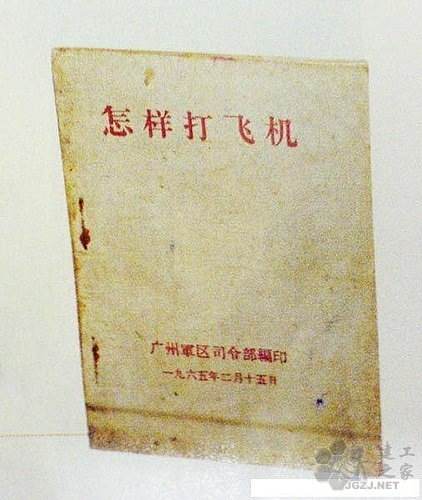 怎样打飞机
广州軍区司令部編印
一九六五年二月十五日
建工
之家
JGZJ.NET